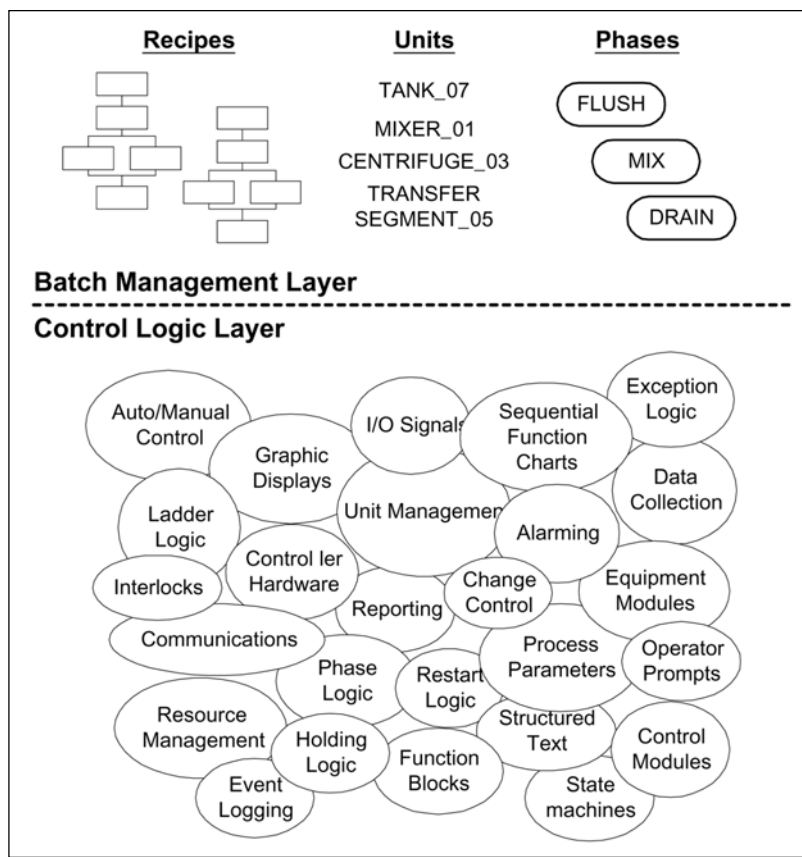 Recipes
Units
Phases
TANK_07
MIXER_01
CENTRIFUGE_03
TRANSFER
SEGMENT_05
FLUSH
MIX
DRAIN
Batch Management Layer
Control Logic Layer
Auto/Manual
Control
Graphic
Displays
I/O Signals
Sequential
Function
Charts
Exception
Logic
Ladder
Logic
Unit Management
Alarming
Data
Collection
Interlocks
Control ler
Hardware
Reporting
Change
Control
Equipment
Modules
Communications
Phase
Logic
Restart
Logic
Process
Parameters
Operator
Prompts
Resource
Management
Holding
Logic
Function
Blocks
Structured
Text
Control
Modules
Event
Logging
State
machines